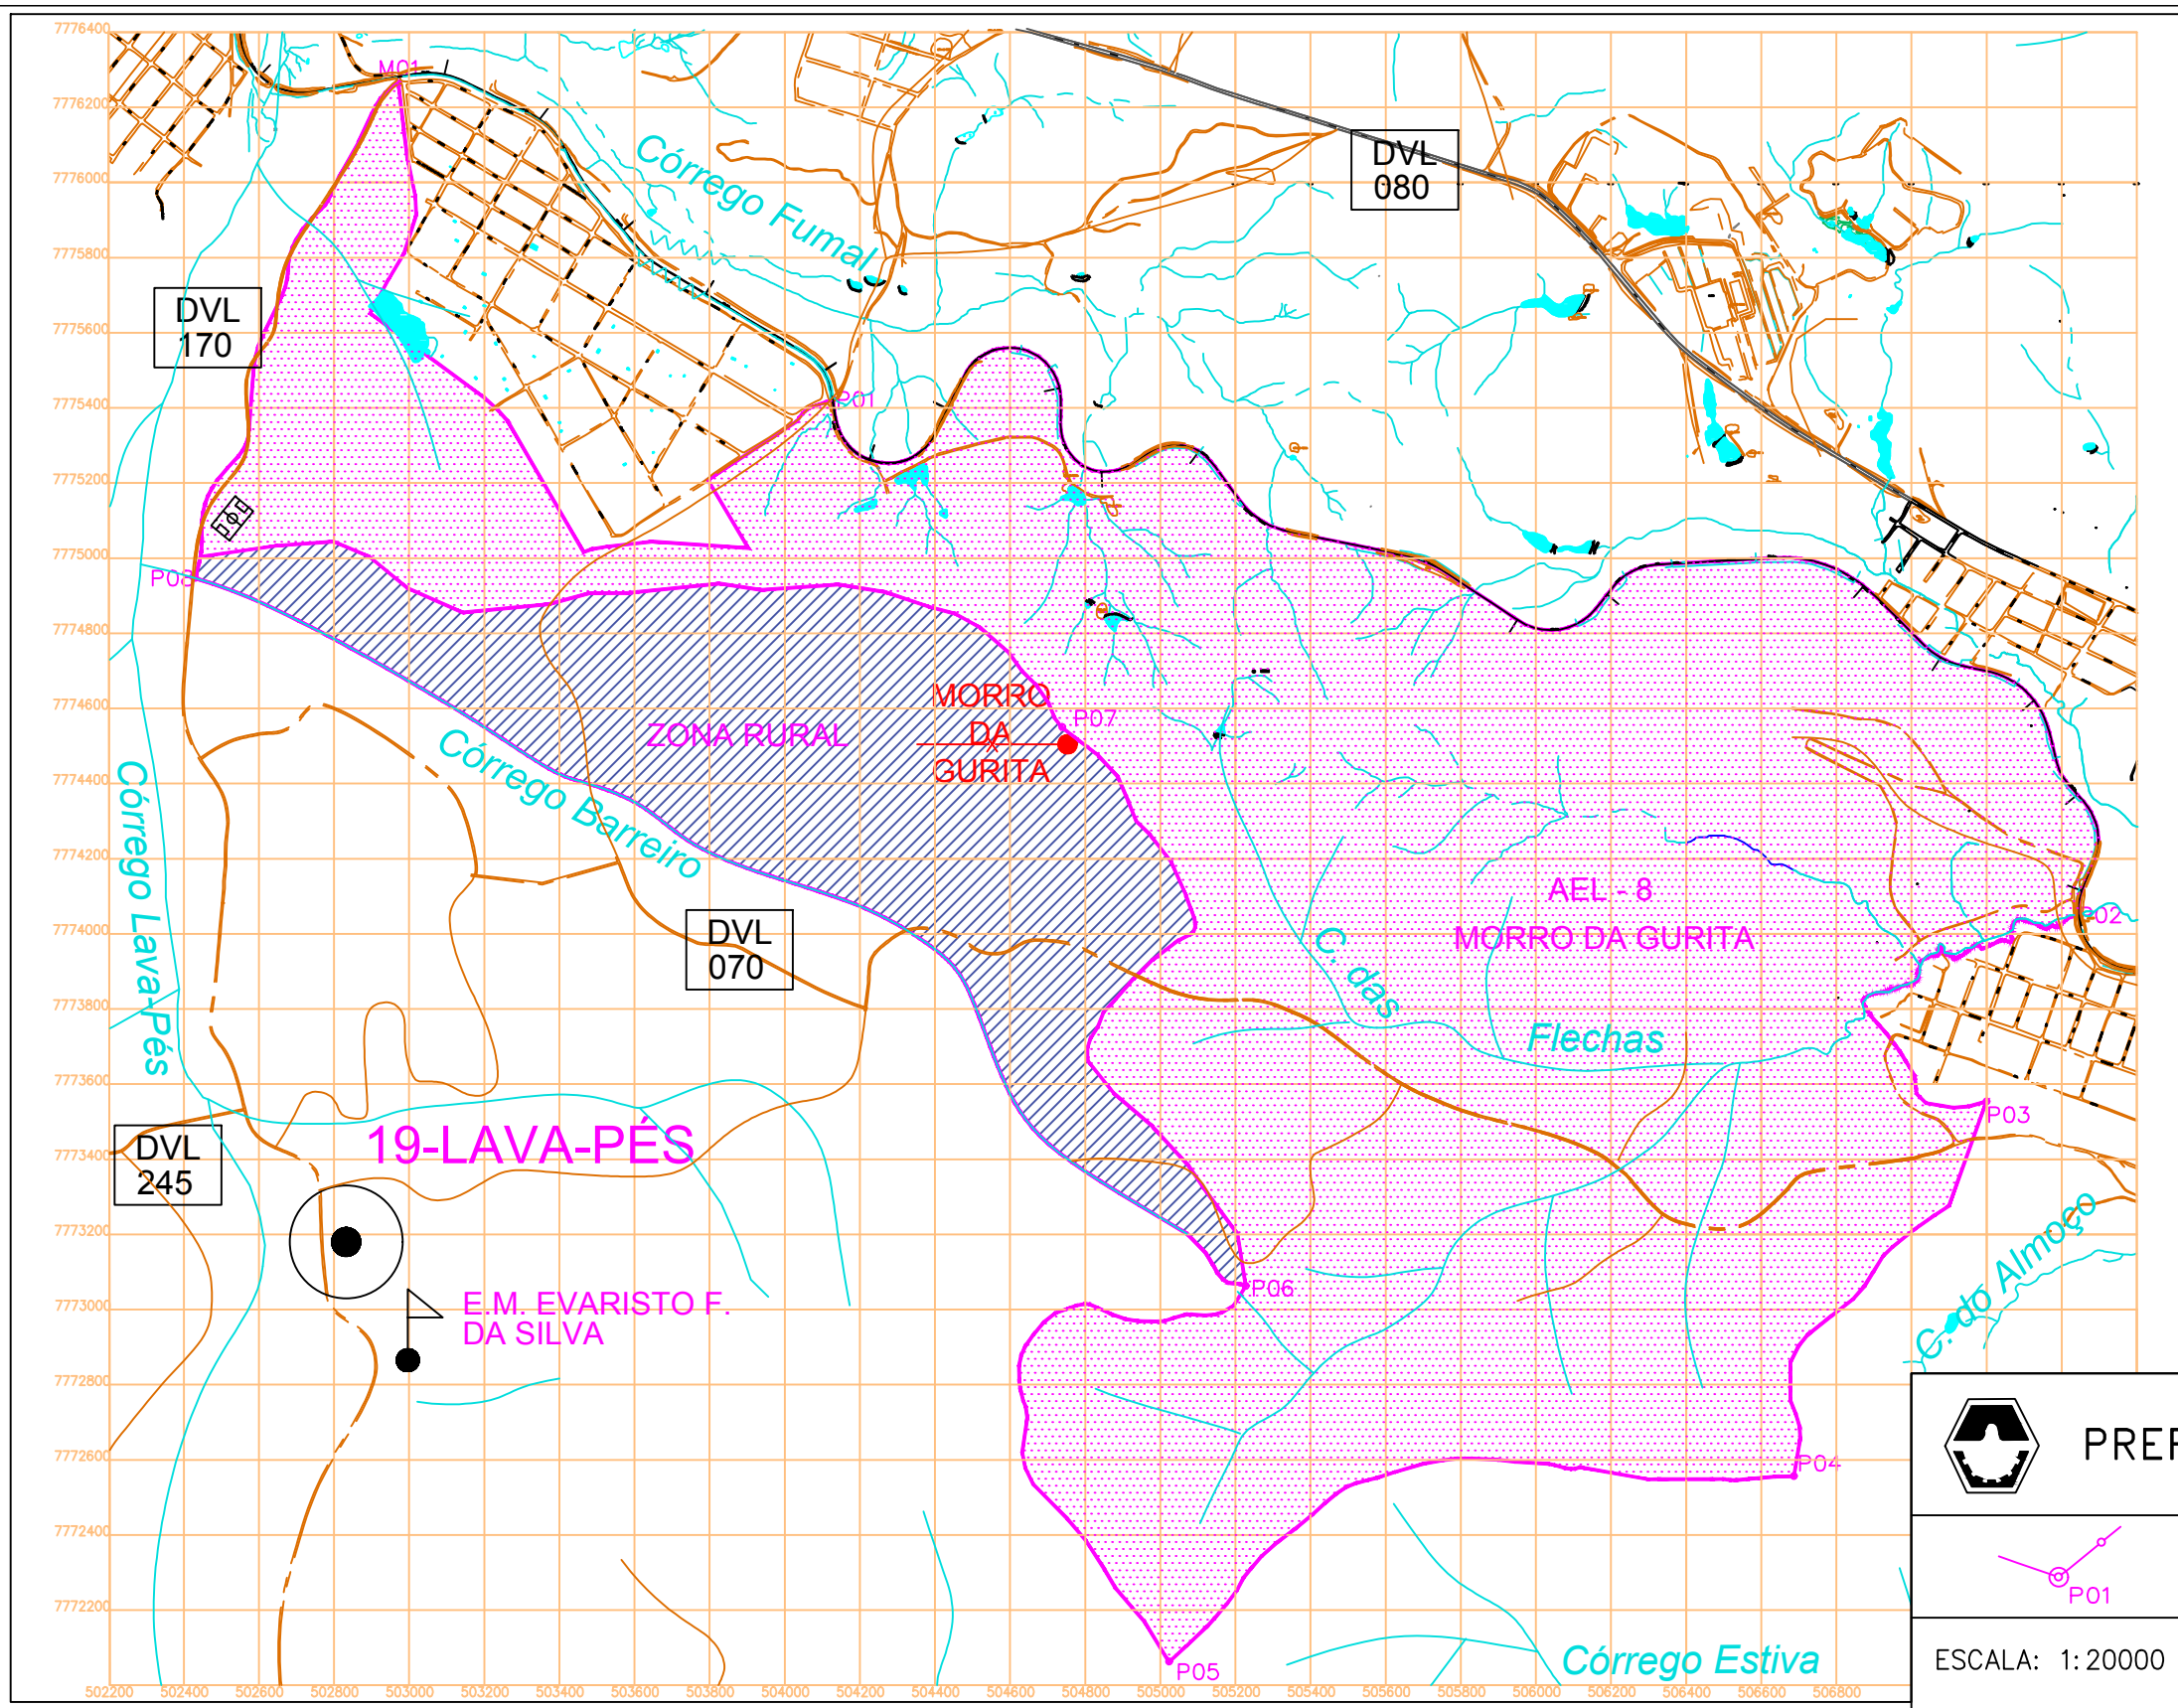 7776400
M01
7776200
Córrego Fumal
DVL
080
7776000
7775800
DVL
170
7775600
7775400
P01
7775200
7775000
P08
7774800
MORRO
DA
GURITA
P07
7774600
ZONA RURAL
Córrego Barreiro
7774400
Córrego Lava-Pés
7774200
AEL - 8
MORRO DA GURITA
P02
DVL
070
7774000
C. das
Flechas
7773800
7773600
P03
19-LAVA-PÉS
7773400
DVL
245
7773200
C. do Almoço
P06
7773000
E.M. EVARISTO F.
DA SILVA
7772800
7772600
P04
PREF
7772400
7772200
P01
P05
Córrego Estiva
ESCALA: 1:20000
502200 502400 502600 502800 503000 503200 503400 503600 503800 504000 504200 504400 504600 504800 505000 505200 505400 505600 505800 506000 506200 506400 506600 506800